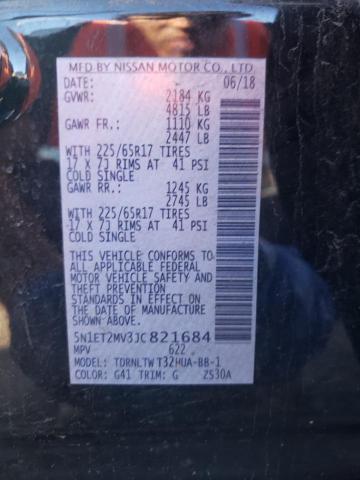 MFD BY NISSAN MOTOR CO., LTD.
DATE: 06/18
GVWR: 2184 KG
4815 LB
GAWR FR.: 1110 KG
2447 LB
WITH 225/65R17 TIRES
17 X 7J RIMS AT 41 PSI
COLD SINGLE
GAWR RR.: 1245 KG
2745 LB
WITH 225/65R17 TIRES
17 X 7J RIMS AT 41 PSI
COLD SINGLE
THIS VEHICLE CONFORMS TO
ALL APPLICABLE FEDERAL
MOTOR VEHICLE SAFETY AND
THEFT PREVENTION
STANDARDS IN EFFECT ON
THE DATE OF MANUFACTURE
SHOWN ABOVE.
5N1ET2MV3JC821684
MPV 622
TDRNLTW T32HUA-BB-1
COLOR: G41 TRIM: G ZS30A